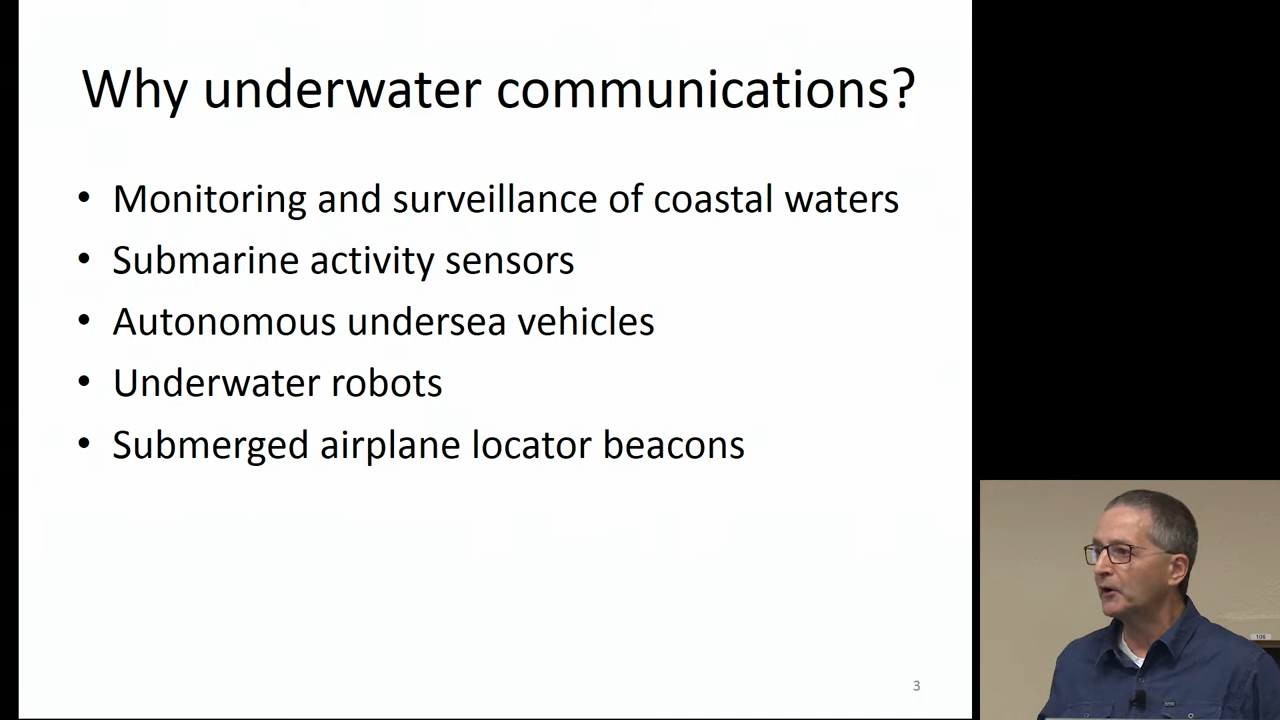 Why underwater communications?
• Monitoring and surveillance of coastal waters
• Submarine activity sensors
• Autonomous undersea vehicles
• Underwater robots
• Submerged airplane locator beacons
3
106